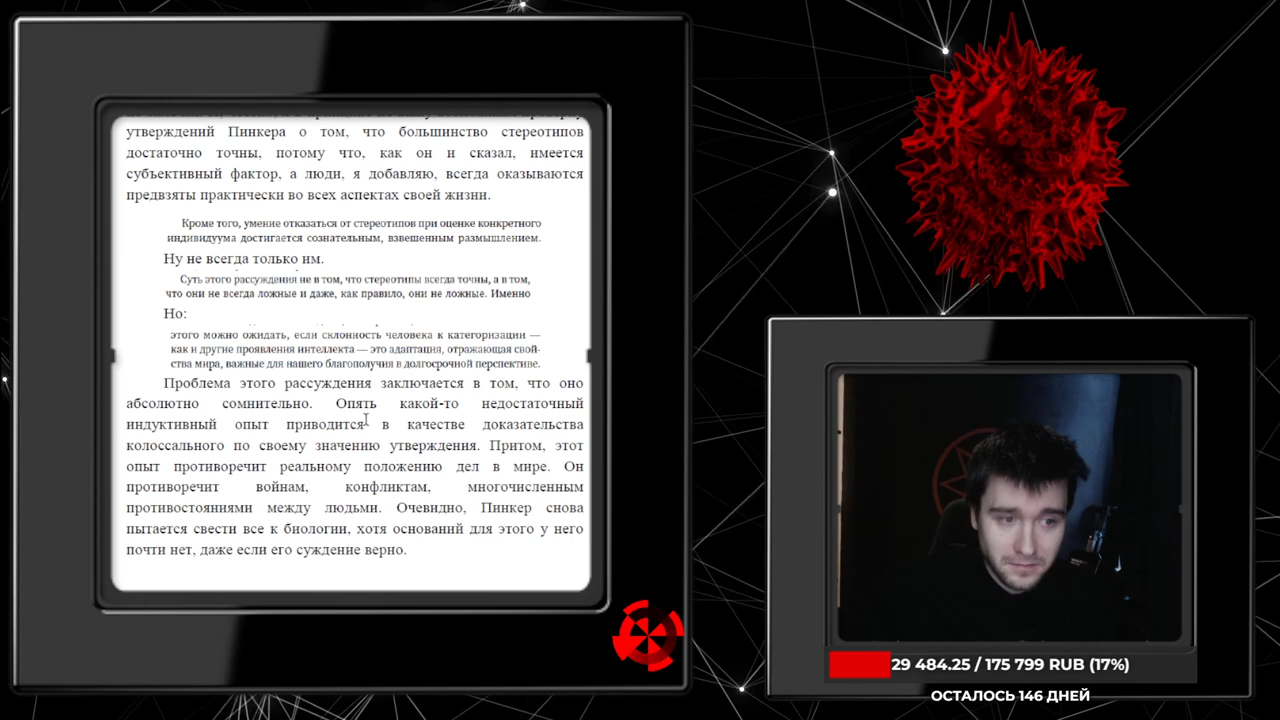 утверждений Пинкера о том, что большинство стереотипов
достаточно точны, потому что, как он и сказал, имеется
субъективный фактор, а люди, я добавляю, всегда оказываются
предвзяты практически во всех аспектах своей жизни.
Кроме того, умение отказаться от стереотипов при оценке конкретного
индивидуума достигается сознательным, взвешенным размышлением.
Ну не всегда только им.
Суть этого рассуждения не в том, что стереотипы всегда точны, а в том,
что они не всегда ложные и даже, как правило, они не ложные. Именно
Но:
этого можно ожидать, если склонность человека к категоризации —
как и другие проявления интеллекта — это адаптация, отражающая свой-
ства мира, важные для нашего благополучия в долгосрочной перспективе.
Проблема этого рассуждения заключается в том, что оно
абсолютно сомнительно. Опять какой-то недостаточный
индуктивный опыт приводится в качестве доказательства
колоссального по своему значению утверждения. Притом, этот
опыт противоречит реальному положению дел в мире. Он
противоречит войнам, конфликтам, многочисленным
противостояниями между людьми. Очевидно, Пинкер снова
пытается свести все к биологии, хотя оснований для этого у него
почти нет, даже если его суждение верно.
29 484.25 / 175 799 RUB (17%)
ОСТАЛОСЬ 146 ДНЕЙ